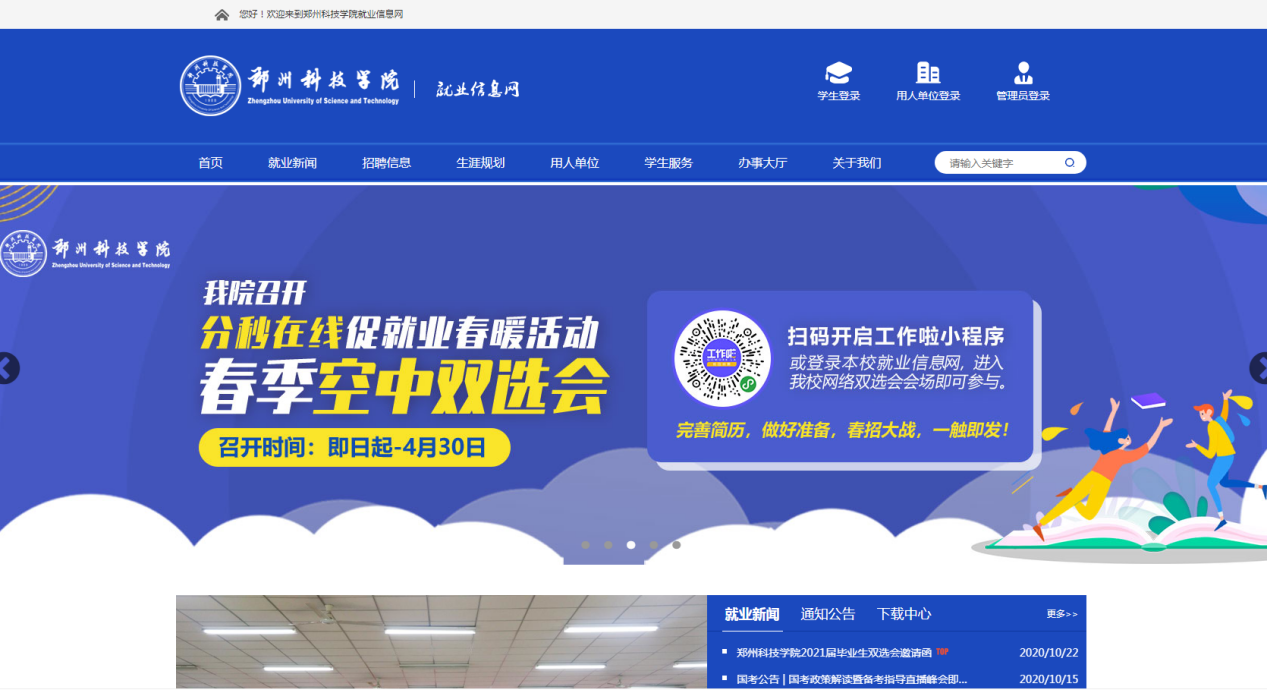 您好！欢迎来到郑州科技学院就业信息网
郑州科技学院
Zhengzhou University of Science and Technology
就业信息网
学生登录 用人单位登录 管理员登录
首页 就业新闻 招聘信息 生涯规划 用人单位 学生服务 办事大厅 关于我们 请输入关键字
郑州科技学院
Zhengzhou University of Science and Technology
我院召开
分秒在线促就业春暖活动
春季空中双选会
召开时间：即日起-4月30日
工作啦
扫码开启工作啦小程序
或登录本校就业信息网，进入
我校网络双选会会场即可参与。
完善简历，做好准备，春招大战，一触即发！
就业新闻 通知公告 下载中心 更多>>
郑州科技学院2021届毕业生双选会邀请函 TOP 2020/10/22
国考公告 | 国考政策解读暨备考指导直播峰会即... 2020/10/15